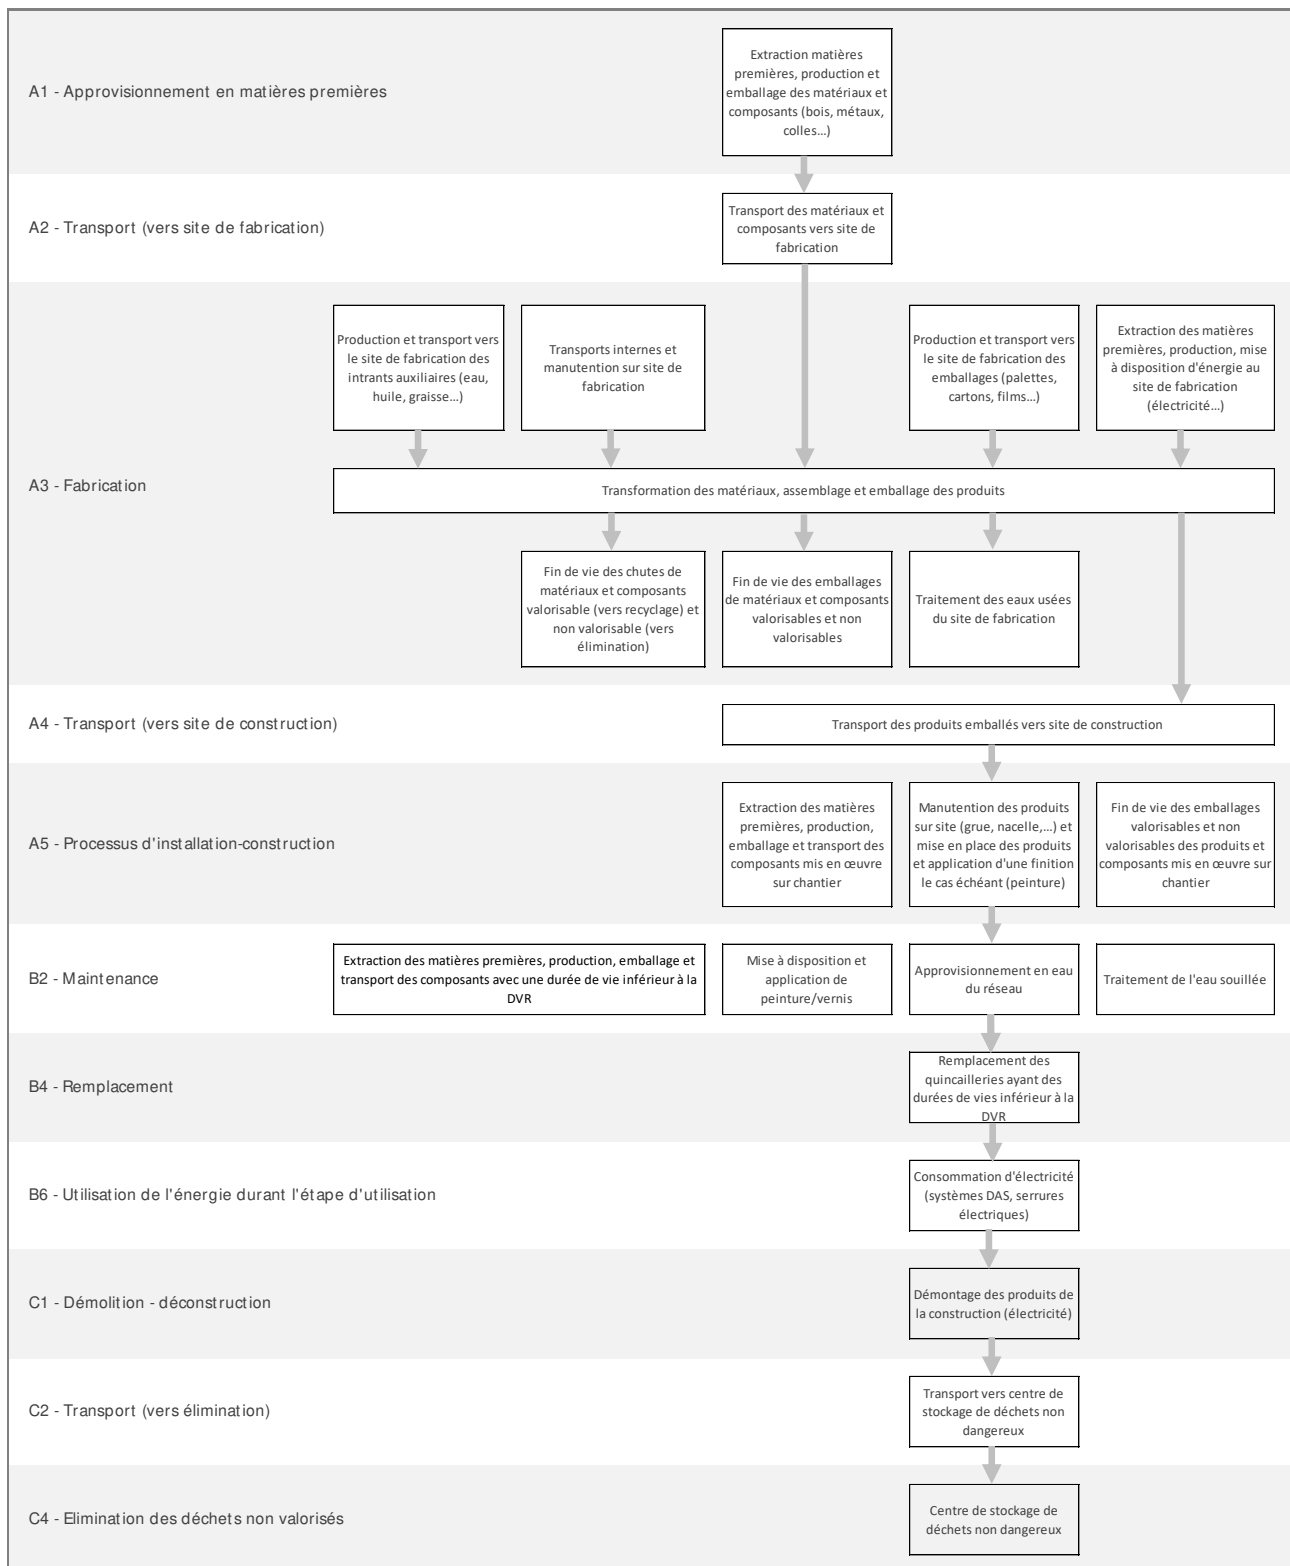 A1 - Approvisionnement en matières premières
Extraction matières
premières, production et
emballage des matériaux et
composants (bois, métaux,
colles…)
A2 - Transport (vers site de fabrication)
Transport des matériaux et
composants vers site de
fabrication
A3 - Fabrication
Production et transport vers
le site de fabrication des
intrants auxiliaires (eau,
huile, graisse…)
Transports internes et
manutention sur site de
fabrication
Production et transport vers
le site de fabrication des
emballages (palettes,
cartons, films…)
Extraction des matières
premières, production, mise
à disposition d'énergie au
site de fabrication
(électricité…)
Transformation des matériaux, assemblage et emballage des produits
Fin de vie des chutes de
matériaux et composants
valorisable (vers recyclage) et
non valorisable (vers
élimination)
Fin de vie des emballages
de matériaux et composants
valorisables et non
valorisables
Traitement des eaux usées
du site de fabrication
A4 - Transport (vers site de construction)
Transport des produits emballés vers site de construction
A5 - Processus d'installation-construction
Extraction des matières
premières, production,
emballage et transport des
composants mis en œuvre
sur chantier
Manutention des produits
sur site (grue, nacelle,…) et
mise en place des produits
et application d'une finition
le cas échéant (peinture)
Fin de vie des emballages
valorisables et non
valorisables des produits et
composants mis en œuvre sur
chantier
B2 - Maintenance
Extraction des matières premières, production, emballage et
transport des composants avec une durée de vie inférieur à la
DVR
Mise à disposition et
application de
peinture/vernis
Approvisionnement en eau
du réseau
Traitement de l'eau souillée
B4 - Remplacement
Remplacement des
quincailleries ayant des
durées de vies inférieur à la
DVR
B6 - Utilisation de l'énergie durant l'étape d'utilisation
Consommation d'électricité
(systèmes DAS, serrures
électriques)
C1 - Démolition - déconstruction
Démontage des produits de
la construction (électricité)
C2 - Transport (vers élimination)
Transport vers centre de
stockage de déchets non
dangereux
C4 - Elimination des déchets non valorisés
Centre de stockage de
déchets non dangereux